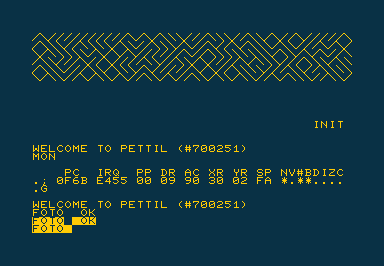 INIT
WELCOME TO PETTIL (#700251)
MON
PC IRQ PP DR AC XR YR SP NV#BDIZC
.; 0F6B E455 00 09 90 30 02 FA *.**....
.G
WELCOME TO PETTIL (#700251)
FOTO OK
FOTO OK
FOTO